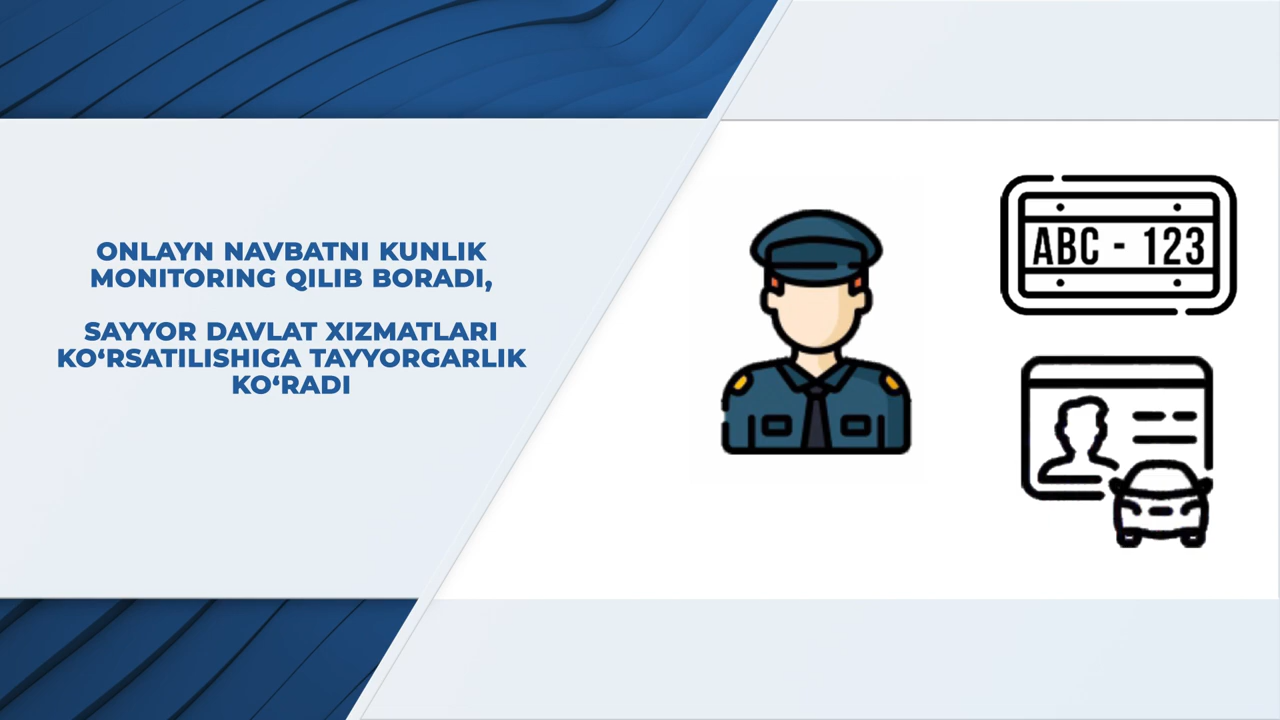 ONLAYN NAVBATNI KUNLIK
MONITORING QILIB BORADI,
SAYYOR DAVLAT XIZMATLARI
KO‘RSATILISHIGA TAYYORGARLIK
KO‘RADI
ABC - 123